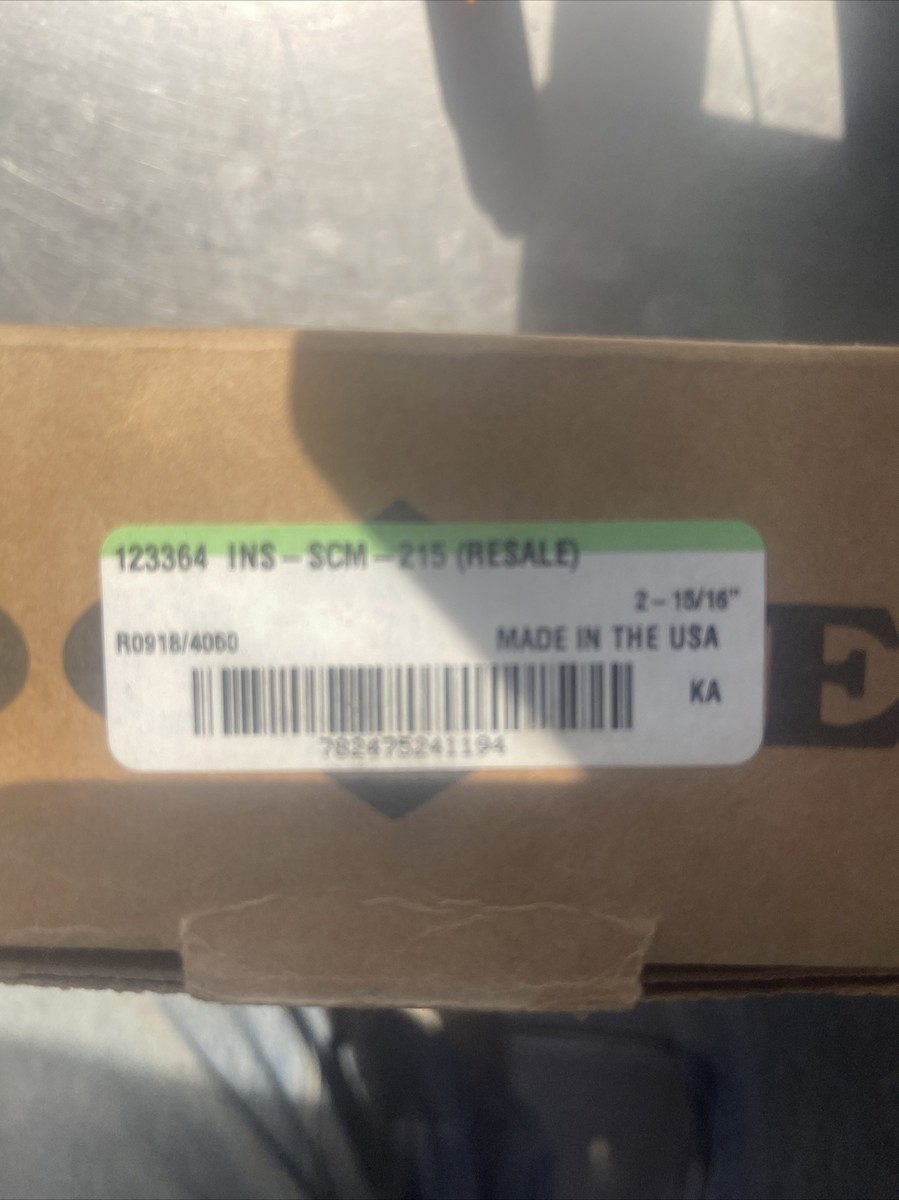 123364 INS-SCM-215 (RESALE)
2-15/16"
R0918/4060 MADE IN THE USA
KA
782475241194
E